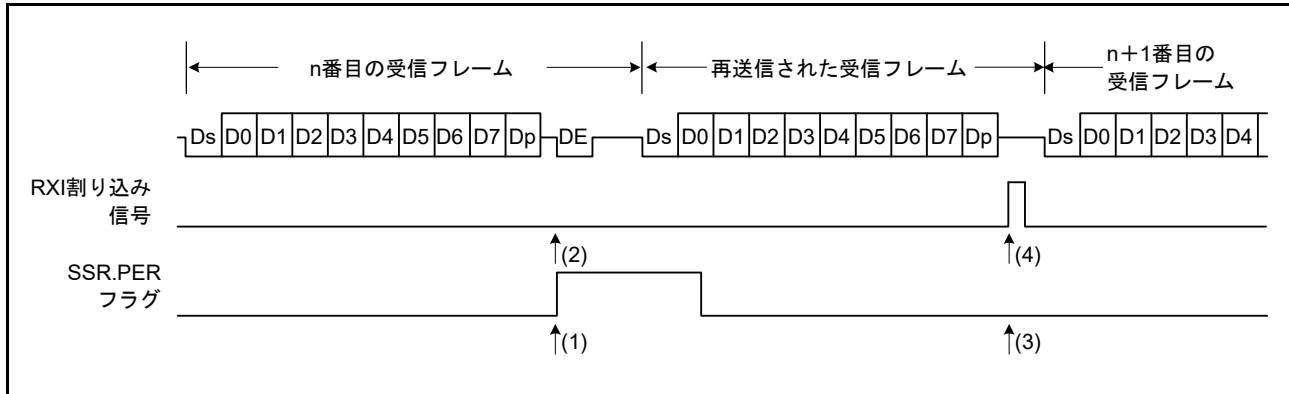 n番目の受信フレーム
再送信された受信フレーム
n+1番目の
受信フレーム
Ds D0 D1 D2 D3 D4 D5 D6 D7 Dp DE Ds D0 D1 D2 D3 D4 D5 D6 D7 Dp Ds D0 D1 D2 D3 D4
RXI割り込み
信号
(2) (4)
SSR.PER
フラグ
(1) (3)